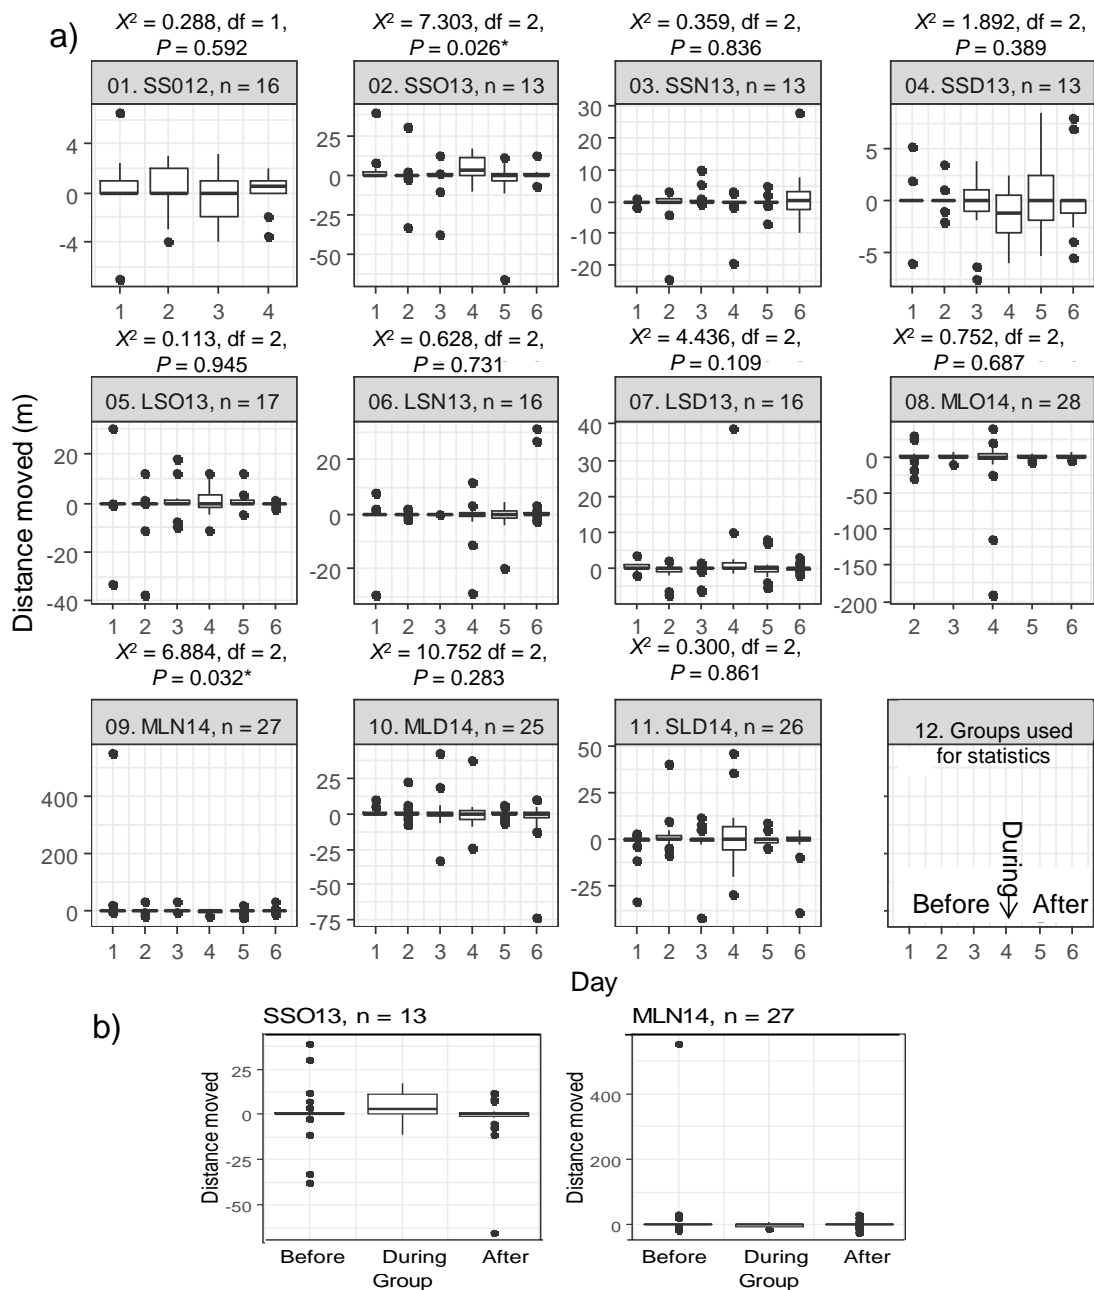 a)
X² = 0.288, df = 1,
P = 0.592
X² = 7.303, df = 2,
P = 0.026*
X² = 0.359, df = 2,
P = 0.836
X² = 1.892, df = 2,
P = 0.389
01. SS012, n = 16
02. SSO13, n = 13
03. SSN13, n = 13
04. SSD13, n = 13
4
0
-4
1 2 3 4
25
0
-25
-50
1 2 3 4 5 6
30
20
10
0
-10
-20
1 2 3 4 5 6
5
0
-5
1 2 3 4 5 6
X² = 0.113, df = 2,
P = 0.945
X² = 0.628, df = 2,
P = 0.731
X² = 4.436, df = 2,
P = 0.109
X² = 0.752, df = 2,
P = 0.687
05. LSO13, n = 17
06. LSN13, n = 16
07. LSD13, n = 16
08. MLO14, n = 28
Distance moved (m)
20
0
-20
-40
1 2 3 4 5 6
20
0
-20
1 2 3 4 5 6
40
30
20
10
0
1 2 3 4 5 6
0
-50
-100
-150
-200
2 3 4 5 6
X² = 6.884, df = 2,
P = 0.032*
X² = 10.752 df = 2,
P = 0.283
X² = 0.300, df = 2,
P = 0.861
09. MLN14, n = 27
10. MLD14, n = 25
11. SLD14, n = 26
12. Groups used
for statistics
400
200
0
1 2 3 4 5 6
25
0
-25
-50
-75
1 2 3 4 5 6
50
25
0
-25
1 2 3 4 5 6
During
Before
After
1 2 3 4 5 6
Day
b)
SSO13, n = 13
MLN14, n = 27
Distance moved
25
0
-25
-50
Before During After
Group
Distance moved
400
200
0
Before During After
Group